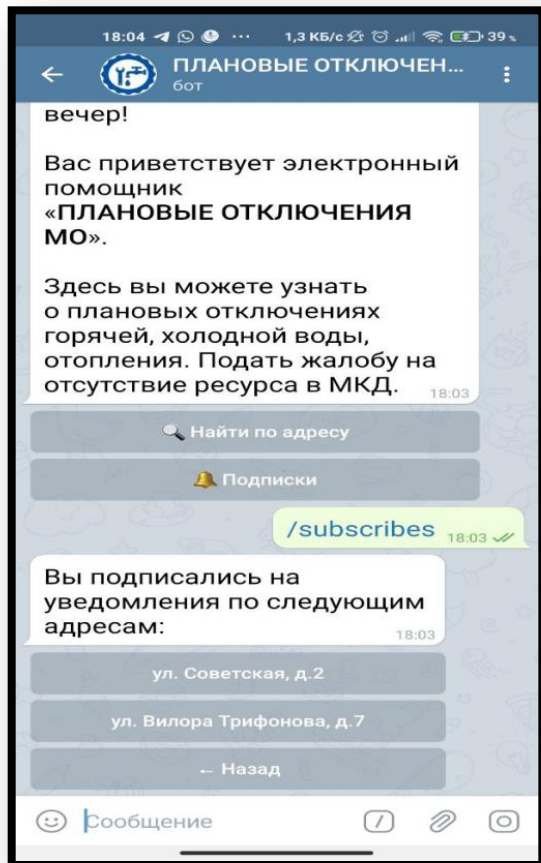 18:04 ... 1,3 КБ/с 39 %
ПЛАНОВЫЕ ОТКЛЮЧЕН...
бот
вечер!
Вас приветствует электронный
помощник
«ПЛАНОВЫЕ ОТКЛЮЧЕНИЯ
МО».
Здесь вы можете узнать
о плановых отключениях
горячей, холодной воды,
отопления. Подать жалобу на
отсутствие ресурса в МКД. 18:03
Найти по адресу
Подписки
/subscribes 18:03
Вы подписались на
уведомления по следующим
адресам: 18:03
ул. Советская, д.2
ул. Вилора Трифонова, д.7
← Назад
Сообщение